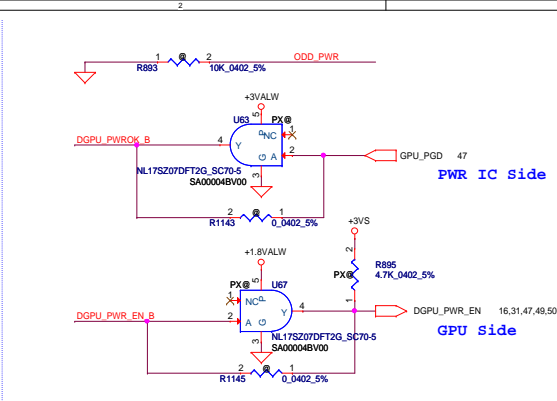 2
1 @ 2 ODD_PWR
R893 10K_0402_5%
+3VALW
U63 PX@
5
P NC 1
DGPU_PWROK_B 4 Y
G A 2 GPU_PGD 47
3
NL17SZ07DFT2G_SC70-5
SA00004BV00
PWR IC Side
2 @ 1
R1143 0_0402_5%
+3VS
+1.8VALW
2
R895
PX@ 4.7K_0402_5%
1
PX@ 5 U67
1 NC P
DGPU_PWR_EN_B 2 A G Y 4 DGPU_PWR_EN 16,31,47,49,50
3
NL17SZ07DFT2G_SC70-5
SA00004BV00
GPU Side
2 @ 1
R1145 0_0402_5%